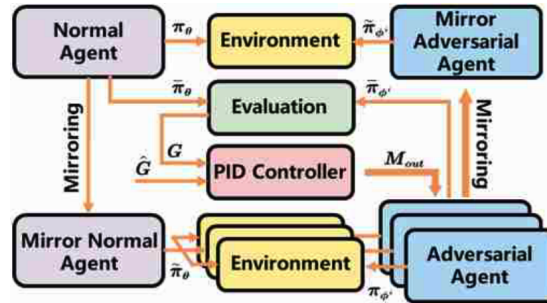 Normal
Agent
π_θ
Environment
π̃_φ'
Mirror
Adversarial
Agent
π̄_θ
Evaluation
π̄_φ'
Mirroring
Mirroring
G
Ĝ
PID Controller
M_out
Mirror Normal
Agent
π̃_θ
Environment
π_φ'
Adversarial
Agent